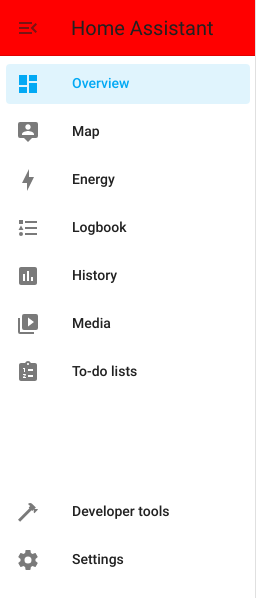 Home Assistant
Overview
Map
Energy
Logbook
History
Media
To-do lists
Developer tools
Settings